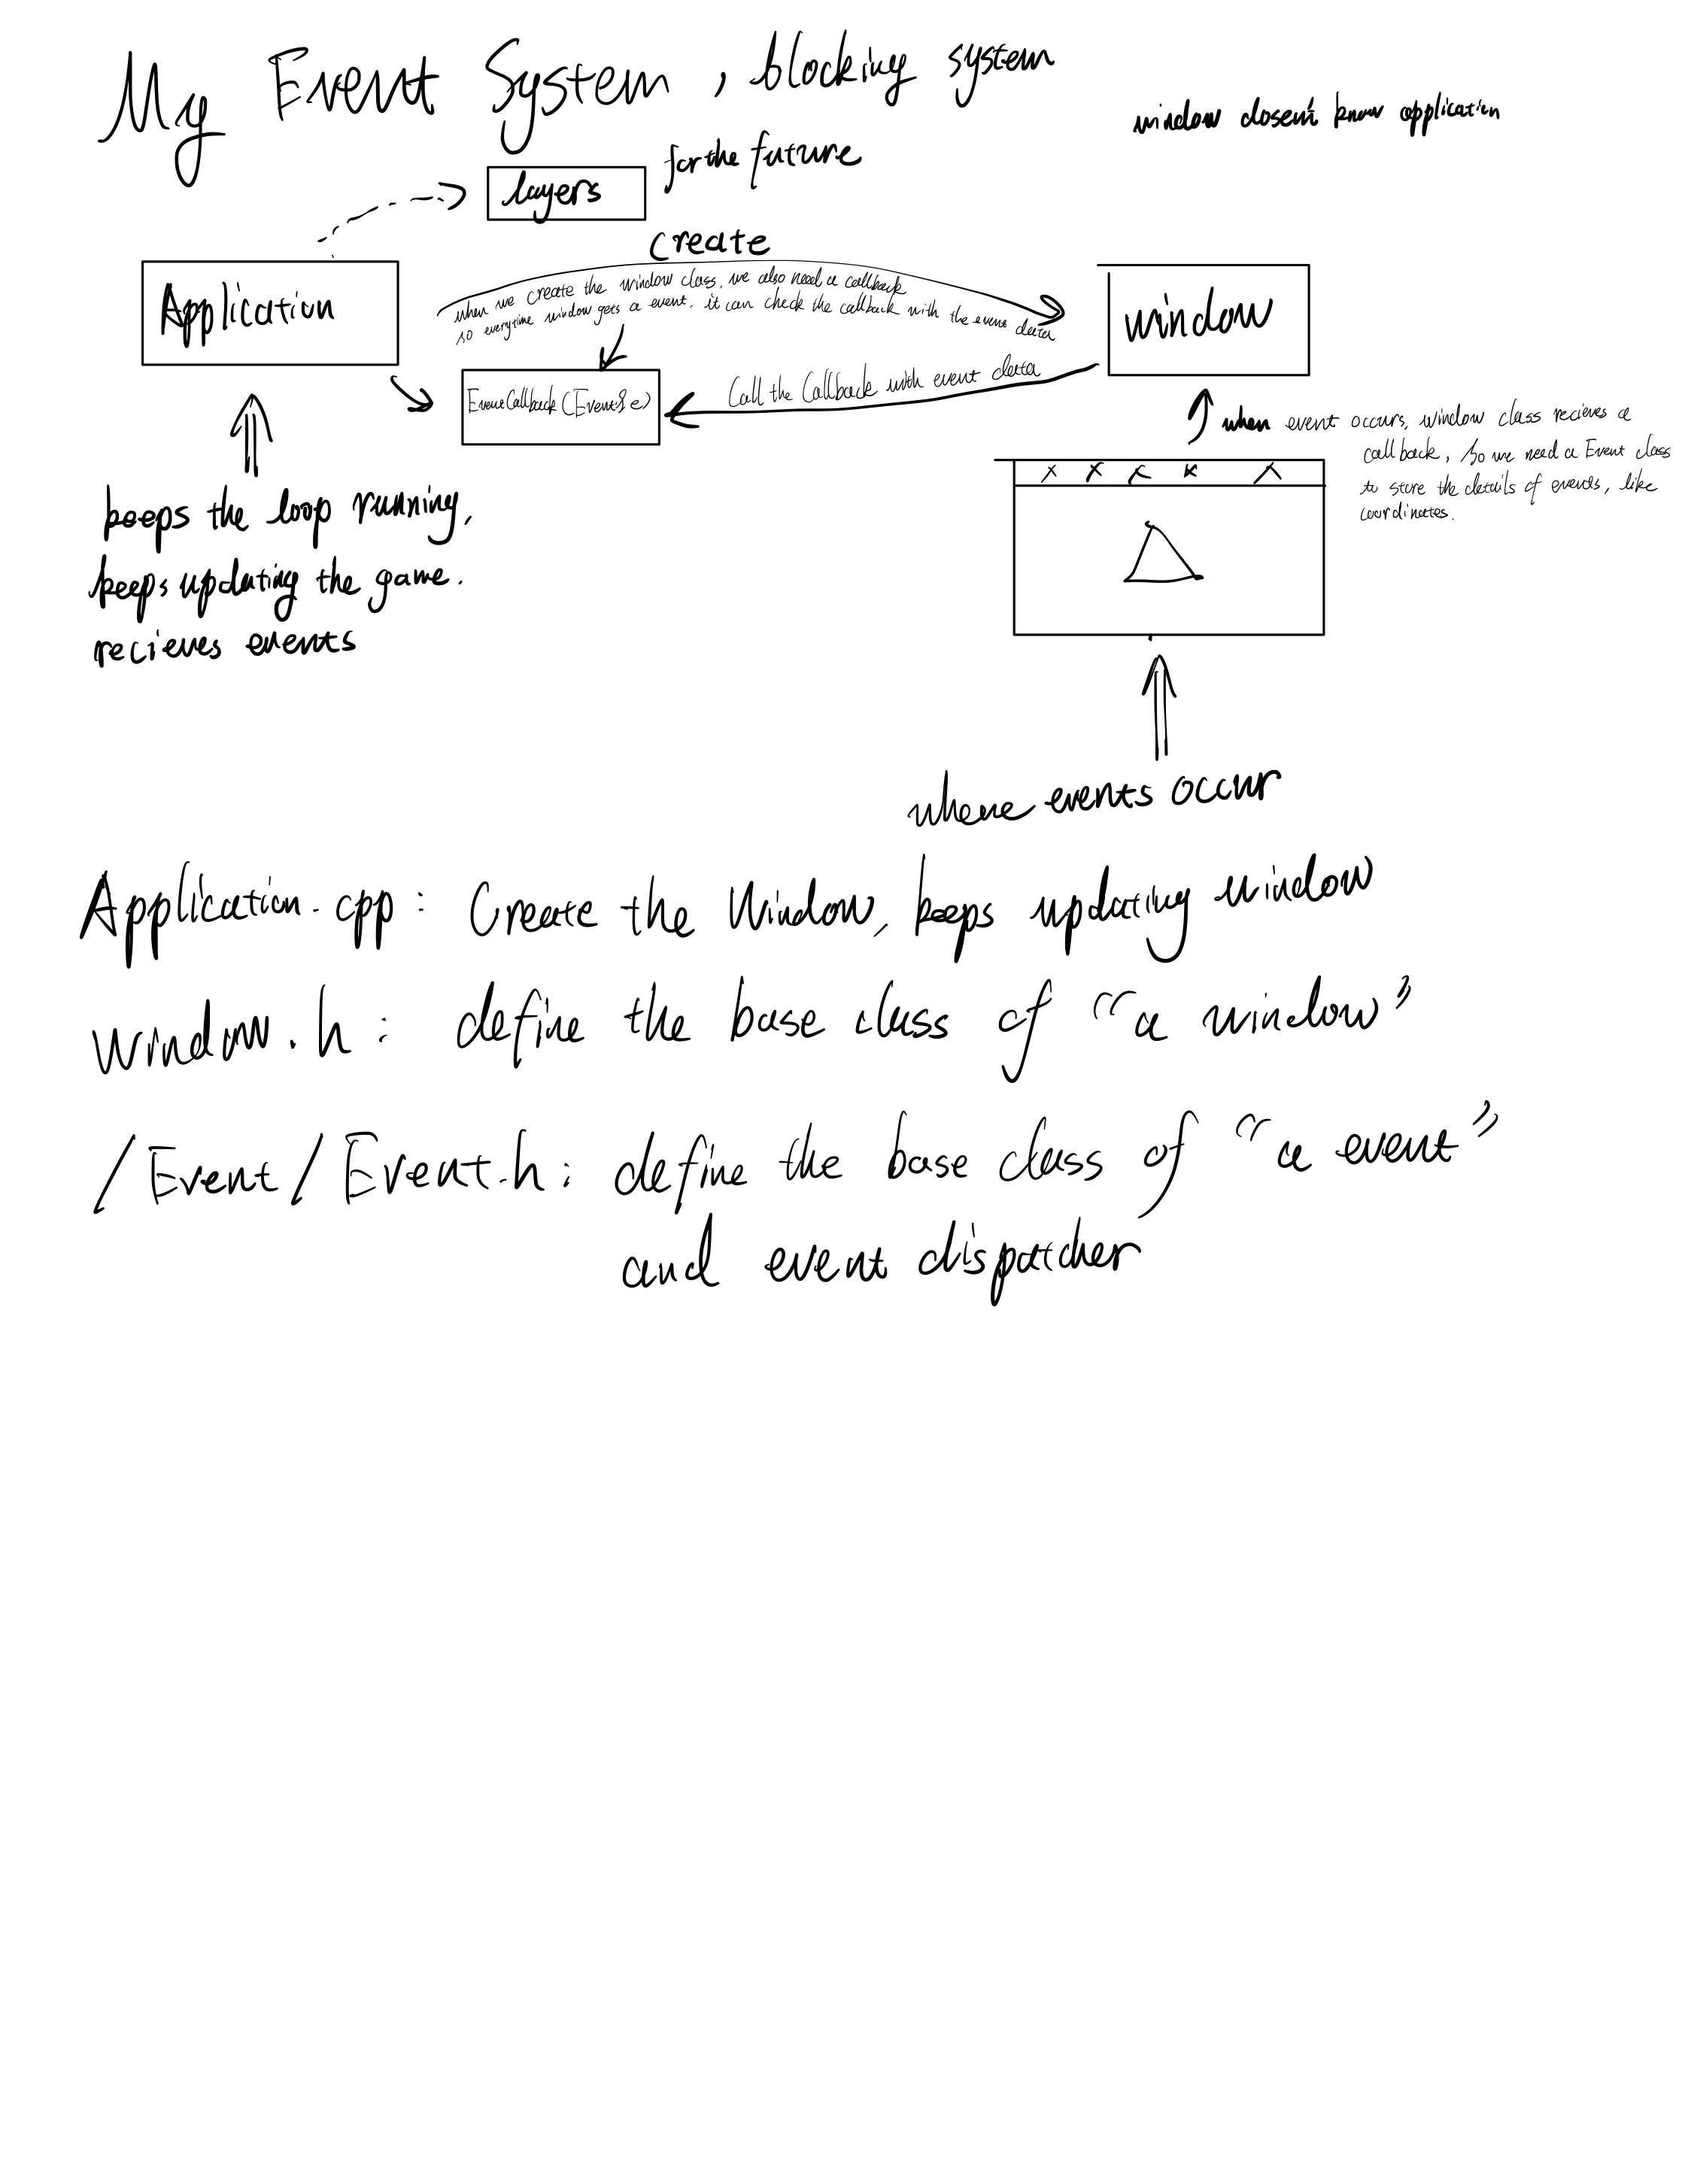 My Event System, blocking system
window dosen't know application
for the future
layers
create
Application
when we create the window class, we also need a callback
so everytime window gets a event, it can check the callback with the event data
window
EventCallback (Event& e)
Call the Callback with event data
when event occurs, window class recieves a
callback, so we need a Event class
to store the details of events, like
coordinates.
keeps the loop running,
keeps updating the game.
recieves events
where events occur
Application.cpp: Create the Window, keeps updating window
window.h: define the base class of "a window"
/Event/Event.h: define the base class of "a event"
and event dispatcher